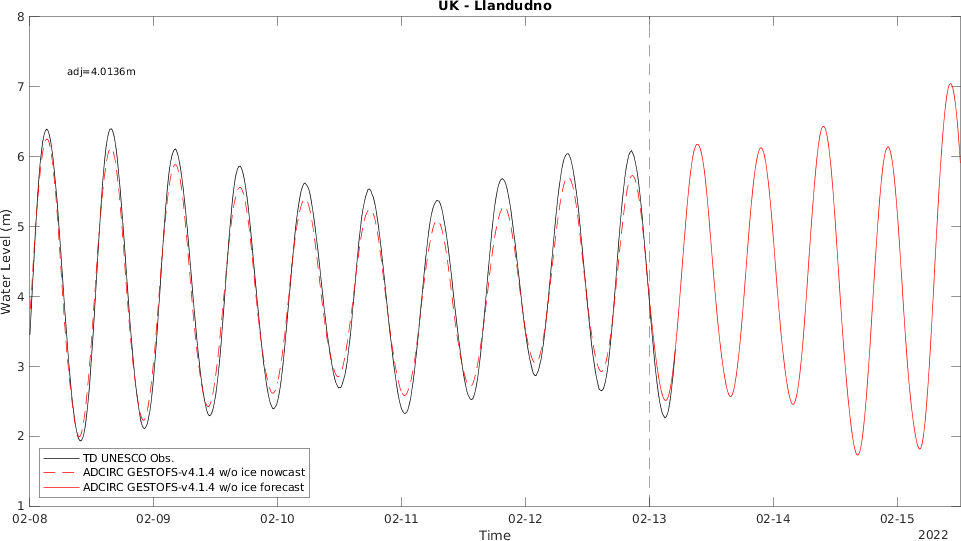 UK - Llandudno
8
7
6
5
4
3
2
1
Water Level (m)
adj=4.0136m
TD UNESCO Obs.
ADCIRC GESTOFS-v4.1.4 w/o ice nowcast
ADCIRC GESTOFS-v4.1.4 w/o ice forecast
02-08 02-09 02-10 02-11 02-12 02-13 02-14 02-15
Time
2022